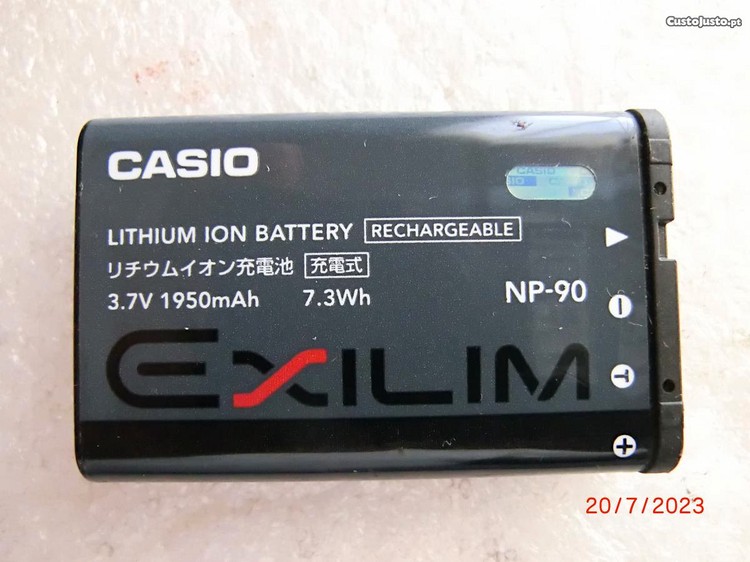 CustoJusto.pt
CASIO
CASIO
LITHIUM ION BATTERY RECHARGEABLE
リチウムイオン充電池 充電式
3.7V 1950mAh 7.3Wh NP-90
T
EXILIM
20/7/2023